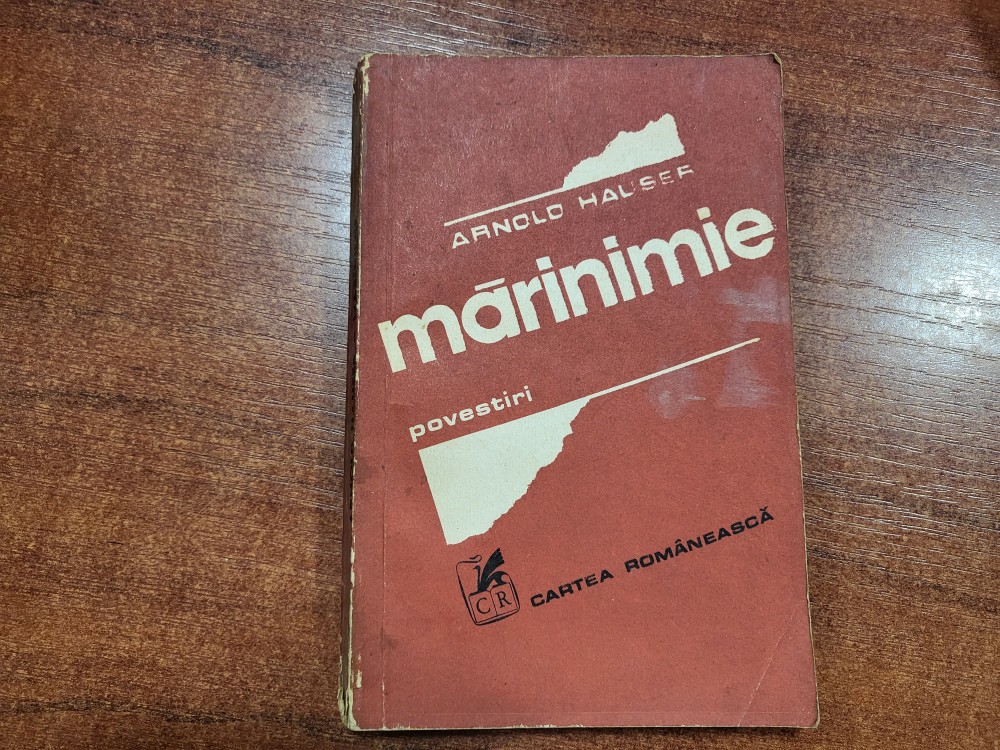 ARNOLD HAUSER
mărinimie
povestiri
CR
CARTEA ROMÂNEASCĂ